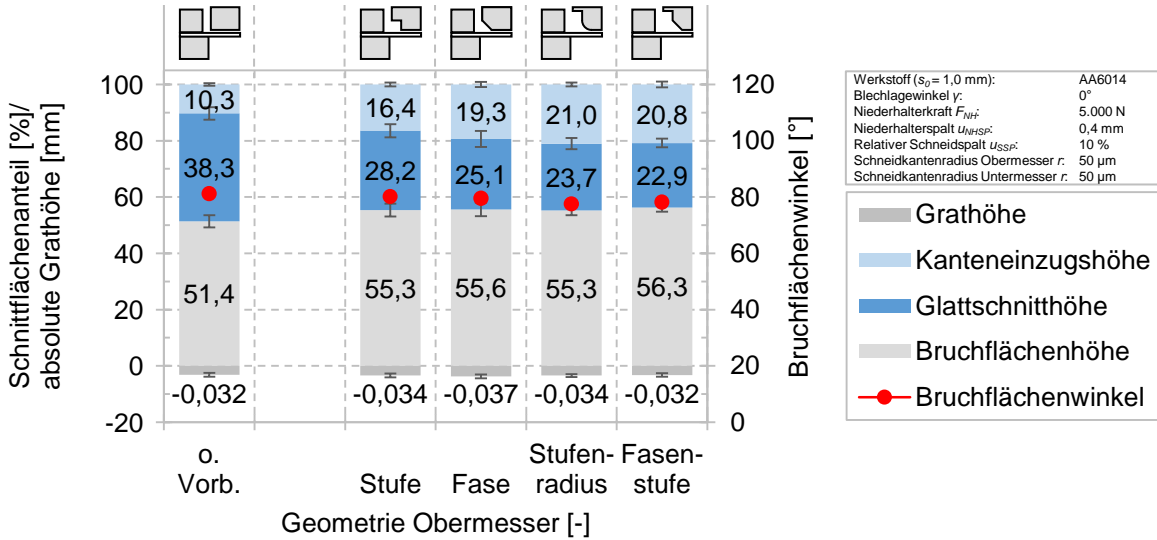 Schnittflächenanteil [%]/
absolute Grathöhe [mm]
100
80
60
40
20
0
-20
10,3
38,3
51,4
-0,032
16,4
28,2
55,3
-0,034
19,3
25,1
55,6
-0,037
21,0
23,7
55,3
-0,034
20,8
22,9
56,3
-0,032
120
100
80
60
40
20
0
Bruchflächenwinkel [°]
o.
Vorb.
Stufe
Fase
Stufen-
radius
Fasen-
stufe
Geometrie Obermesser [-]
Werkstoff (s0 = 1,0 mm): AA6014
Blechlagewinkel γ: 0°
Niederhalterkraft FNH: 5.000 N
Niederhalterspalt uNHSP: 0,4 mm
Relativer Schneidspalt uSSP: 10 %
Schneidkantenradius Obermesser r: 50 µm
Schneidkantenradius Untermesser r: 50 µm
Grathöhe
Kanteneinzugshöhe
Glattschnitthöhe
Bruchflächenhöhe
Bruchflächenwinkel